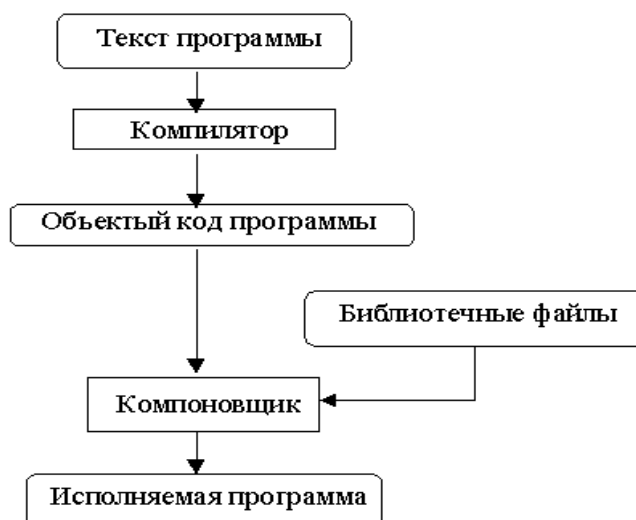 Текст программы
Компилятор
Объектый код программы
Библиотечные файлы
Компоновщик
Исполняемая программа